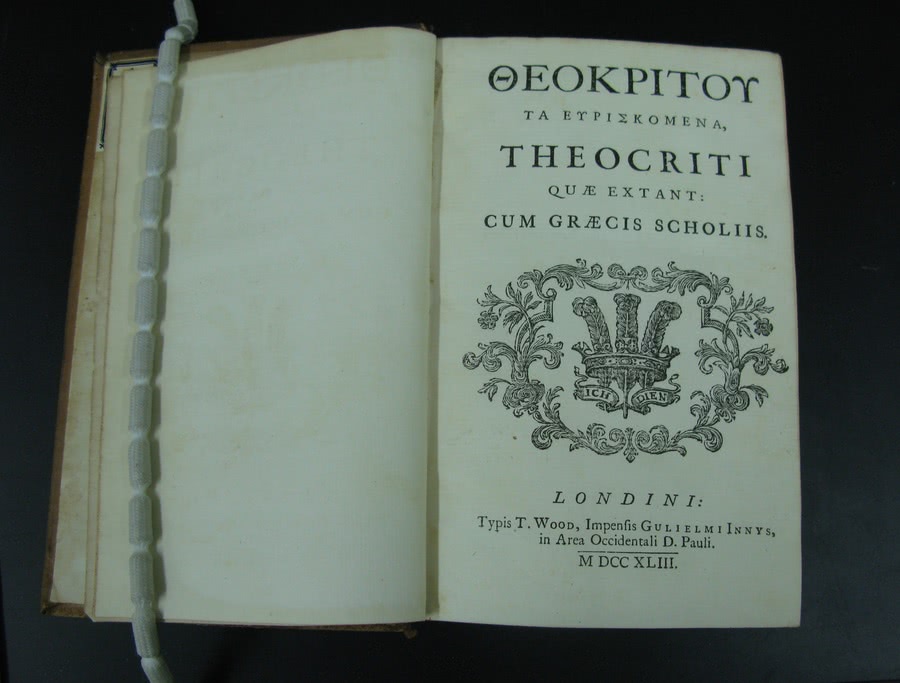 ΘΕΟΚΡΙΤΟΥ
ΤΑ ΕΥΡΙΣΚΟΜΕΝΑ,
THEOCRITI
QUÆ EXTANT:
CUM GRÆCIS SCHOLIIS.
ICH DIEN
LONDINI:
Typis T. WOOD, Impenſis GULIELMI INNYS,
in Area Occidentali D. Pauli.
M DCC XLIII.